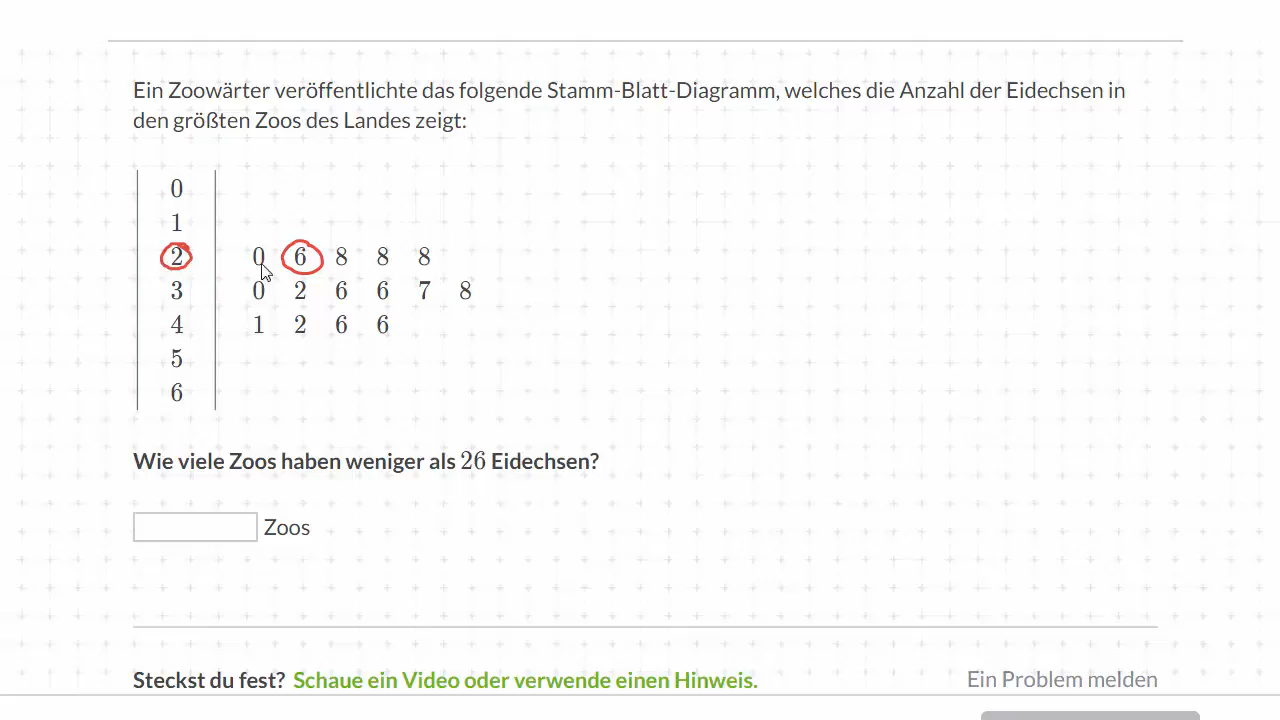 Ein Zoowärter veröffentlichte das folgende Stamm-Blatt-Diagramm, welches die Anzahl der Eidechsen in
den größten Zoos des Landes zeigt:
0
1
2 0 6 8 8 8
3 0 2 6 6 7 8
4 1 2 6 6
5
6
Wie viele Zoos haben weniger als 26 Eidechsen?
Zoos
Steckst du fest? Schaue ein Video oder verwende einen Hinweis.
Ein Problem melden